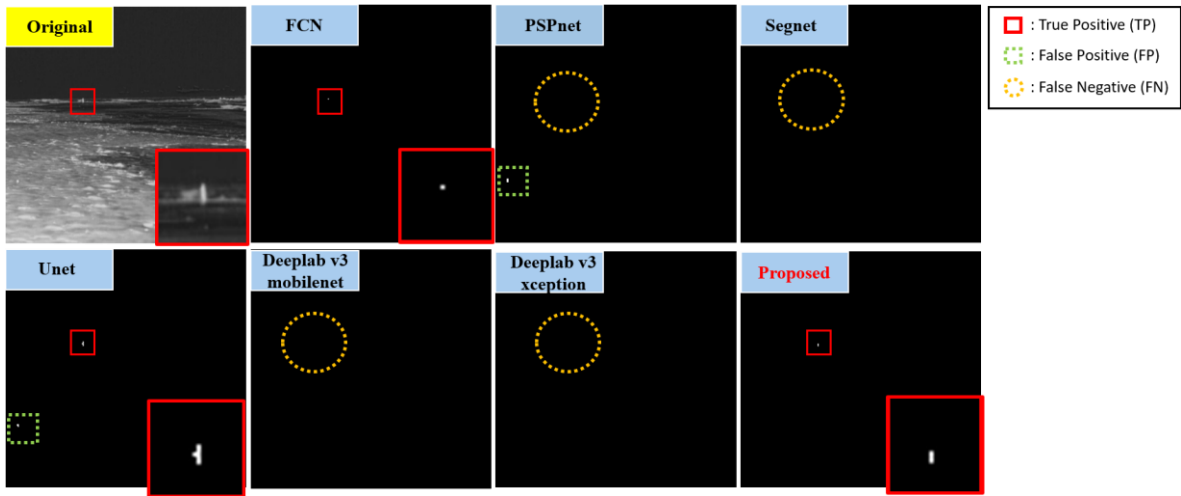 Original
FCN
PSPnet
Segnet
: True Positive (TP)
: False Positive (FP)
: False Negative (FN)
Unet
Deeplab v3
mobilenet
Deeplab v3
xception
Proposed